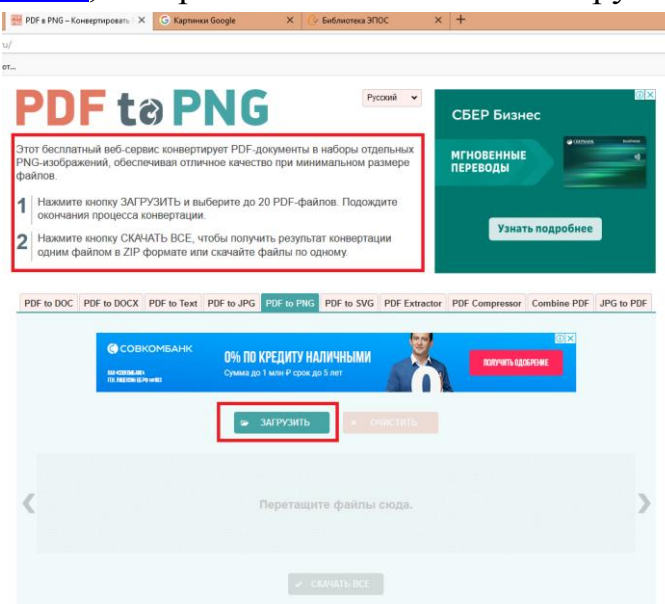 PDF в PNG – Конвертировать
Картинки Google
Библиотека ЭПОС
u/
от...
PDF to PNG
Русский
Этот бесплатный веб-сервис конвертирует PDF-документы в наборы отдельных
PNG-изображений, обеспечивая отличное качество при минимальном размере
файлов.
1 Нажмите кнопку ЗАГРУЗИТЬ и выберите до 20 PDF-файлов. Подождите
окончания процесса конвертации.
2 Нажмите кнопку СКАЧАТЬ ВСЕ, чтобы получить результат конвертации
одним файлом в ZIP формате или скачайте файлы по одному.
СБЕР Бизнес
МГНОВЕННЫЕ
ПЕРЕВОДЫ
Узнать подробнее
PDF to DOC PDF to DOCX PDF to Text PDF to JPG PDF to PNG PDF to SVG PDF Extractor PDF Compressor Combine PDF JPG to PDF
СОВКОМБАНК
0% ПО КРЕДИТУ НАЛИЧНЫМИ
Сумма до 1 млн ₽ срок до 5 лет
ПОЛУЧИТЬ ОДОБРЕНИЕ
ЗАГРУЗИТЬ
ОЧИСТИТЬ
Перетащите файлы сюда.
СКАЧАТЬ ВСЕ